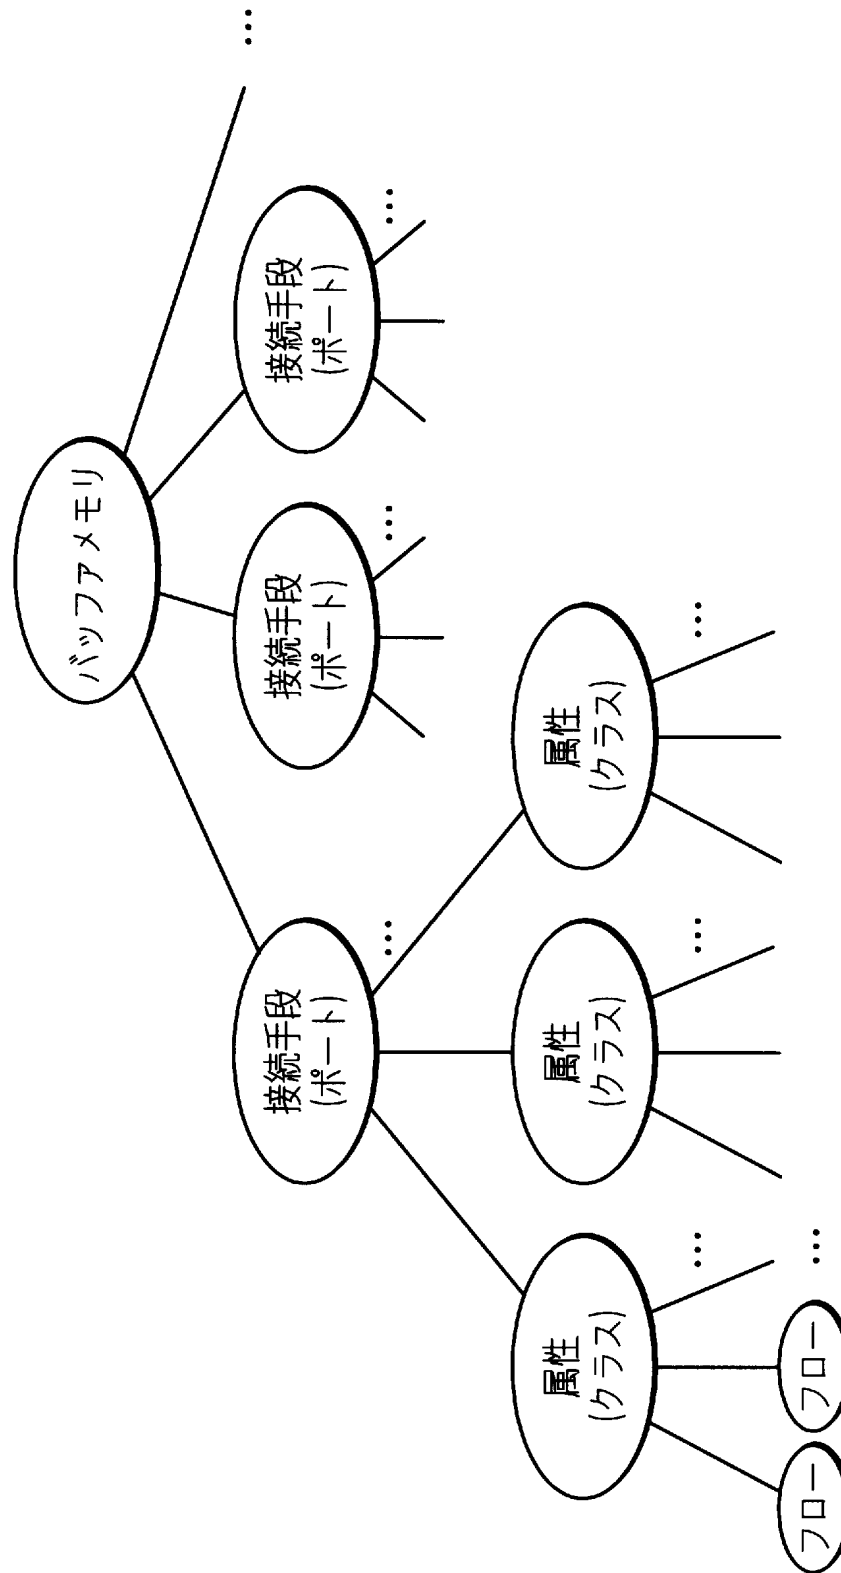 バッファメモリ
…
接続手段
(ポート)
接続手段
(ポート)
接続手段
(ポート)
…
…
…
属性
(クラス)
属性
(クラス)
属性
(クラス)
…
…
…
フロー
フロー
…